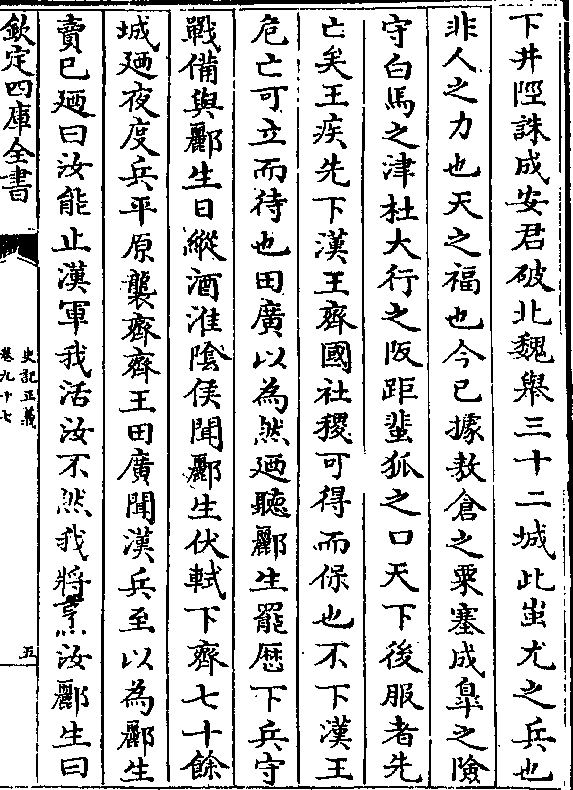 下井陘誅成安君破北魏舉三十二城此蚩尤之兵也
非人之力也天之福也今已據敖倉之粟塞成臯之險
守白馬之津杜大行之阪距蜚狐之口天下後服者先
亡矣王疾先下漢王齊國社稷可得而保也不下漢王
危亡可立而待也田廣以為然廼聽酈生罷厯下兵守
戰備與酈生日縱酒淮陰侯聞酈生伏軾下齊七十餘
城廼夜度兵平原襲齊齊王田廣聞漢兵至以為酈生
賣已廼曰汝能止漢軍我活汝不然我將烹汝酈生曰
欽定四庫全書
史記正義
卷九十七
五